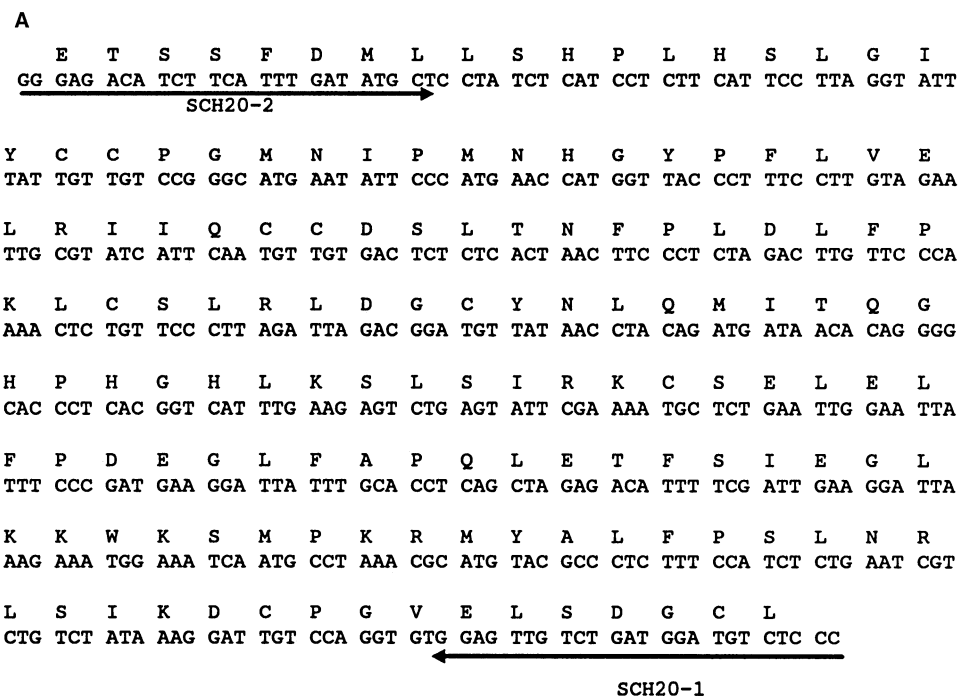 A
E T S S F D M L L S H P L H S L G I
GG GAG ACA TCT TCA TTT GAT ATG CTC CTA TCT CAT CCT CTT CAT TCC TTA GGT ATT
SCH20-2
Y C C P G M N I P M N H G Y P F L V E
TAT TGT TGT CCG GGC ATG AAT ATT CCC ATG AAC CAT GGT TAC CCT TTC CTT GTA GAA
L R I I Q C C D S L T N F P L D L F P
TTG CGT ATC ATT CAA TGT TGT GAC TCT CTC ACT AAC TTC CCT CTA GAC TTG TTC CCA
K L C S L R L D G C Y N L Q M I T Q G
AAA CTC TGT TCC CTT AGA TTA GAC GGA TGT TAT AAC CTA CAG ATG ATA ACA CAG GGG
H P H G H L K S L S I R K C S E L E L
CAC CCT CAC GGT CAT TTG AAG AGT CTG AGT ATT CGA AAA TGC TCT GAA TTG GAA TTA
F P D E G L F A P Q L E T F S I E G L
TTT CCC GAT GAA GGA TTA TTT GCA CCT CAG CTA GAG ACA TTT TCG ATT GAA GGA TTA
K K W K S M P K R M Y A L F P S L N R
AAG AAA TGG AAA TCA ATG CCT AAA CGC ATG TAC GCC CTC TTT CCA TCT CTG AAT CGT
L S I K D C P G V E L S D G C L
CTG TCT ATA AAG GAT TGT CCA GGT GTG GAG TTG TCT GAT GGA TGT CTC CC
SCH20-1